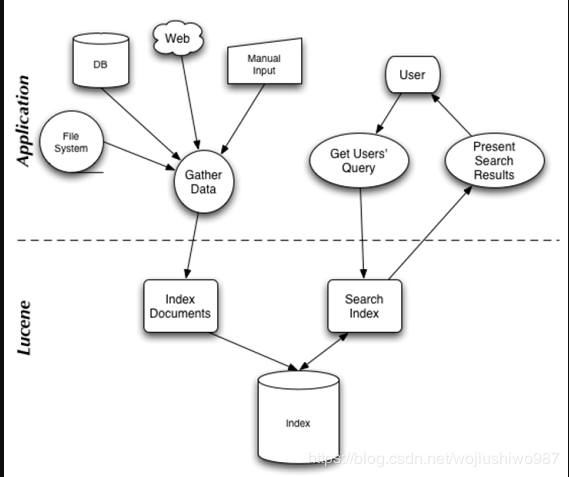 Application
Web
DB
Manual
Input
User
File
System
Gather
Data
Get Users'
Query
Present
Search
Results
Lucene
Index
Documents
Search
Index
Index
https://blog.csdn.net/wojiushiwo987